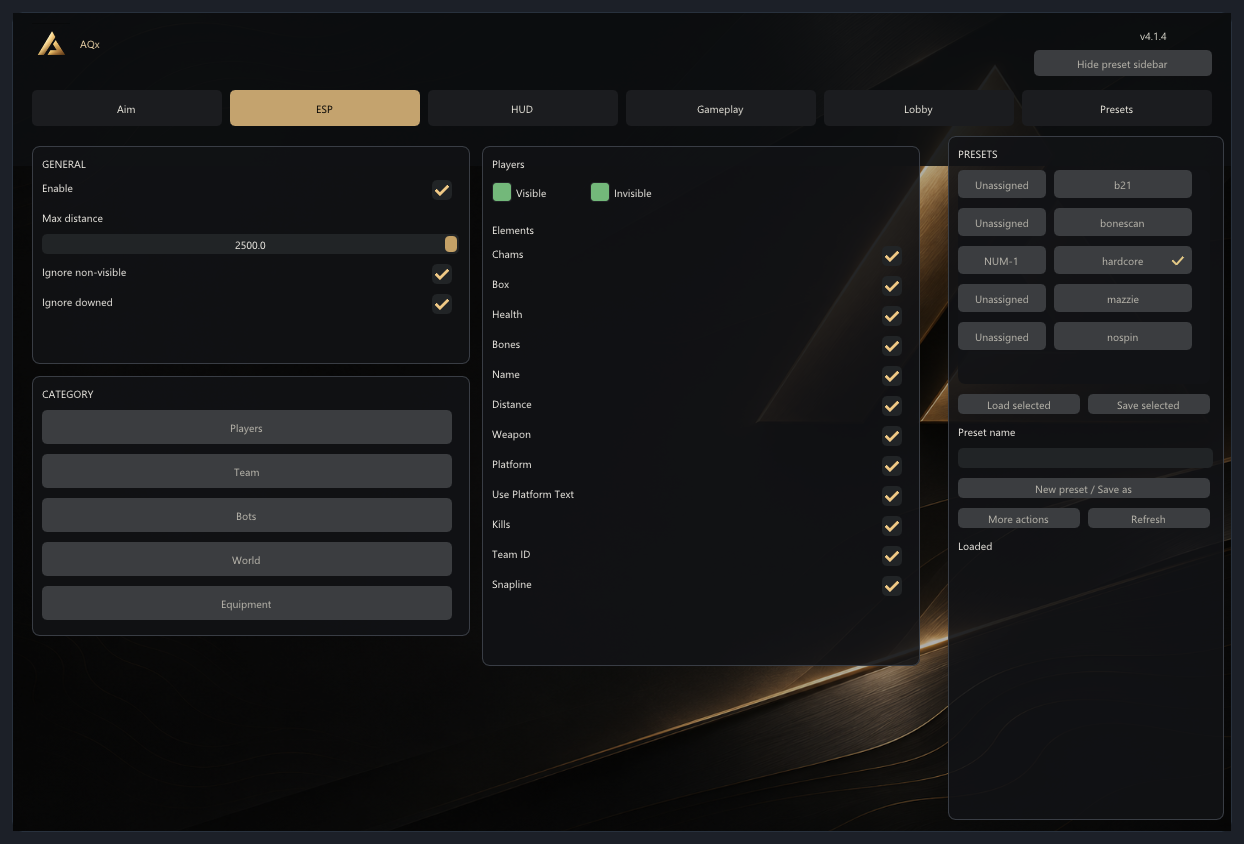 AQx
v4.1.4
Hide preset sidebar
Aim
ESP
HUD
Gameplay
Lobby
Presets
GENERAL
Enable
Max distance
2500.0
Ignore non-visible
Ignore downed
CATEGORY
Players
Team
Bots
World
Equipment
Players
Visible
Invisible
Elements
Chams
Box
Health
Bones
Name
Distance
Weapon
Platform
Use Platform Text
Kills
Team ID
Snapline
PRESETS
Unassigned
b21
Unassigned
bonescan
NUM-1
hardcore
Unassigned
mazzie
Unassigned
nospin
Load selected
Save selected
Preset name
New preset / Save as
More actions
Refresh
Loaded